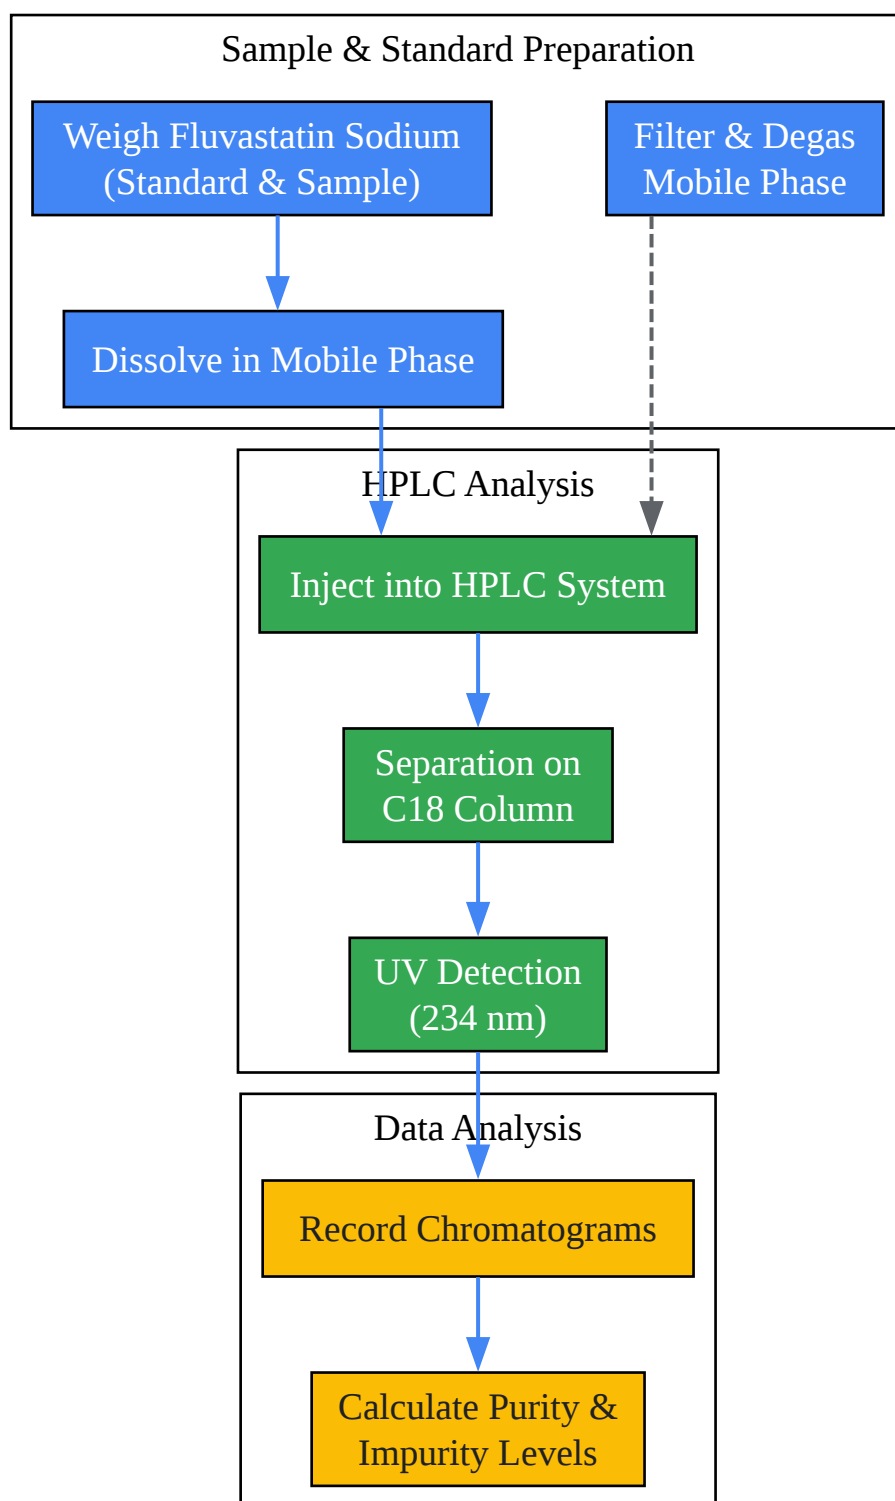 Sample & Standard Preparation
Weigh Fluvastatin Sodium
(Standard & Sample)
Filter & Degas
Mobile Phase
Dissolve in Mobile Phase
HPLC Analysis
Inject into HPLC System
Separation on
C18 Column
UV Detection
(234 nm)
Data Analysis
Record Chromatograms
Calculate Purity &
Impurity Levels